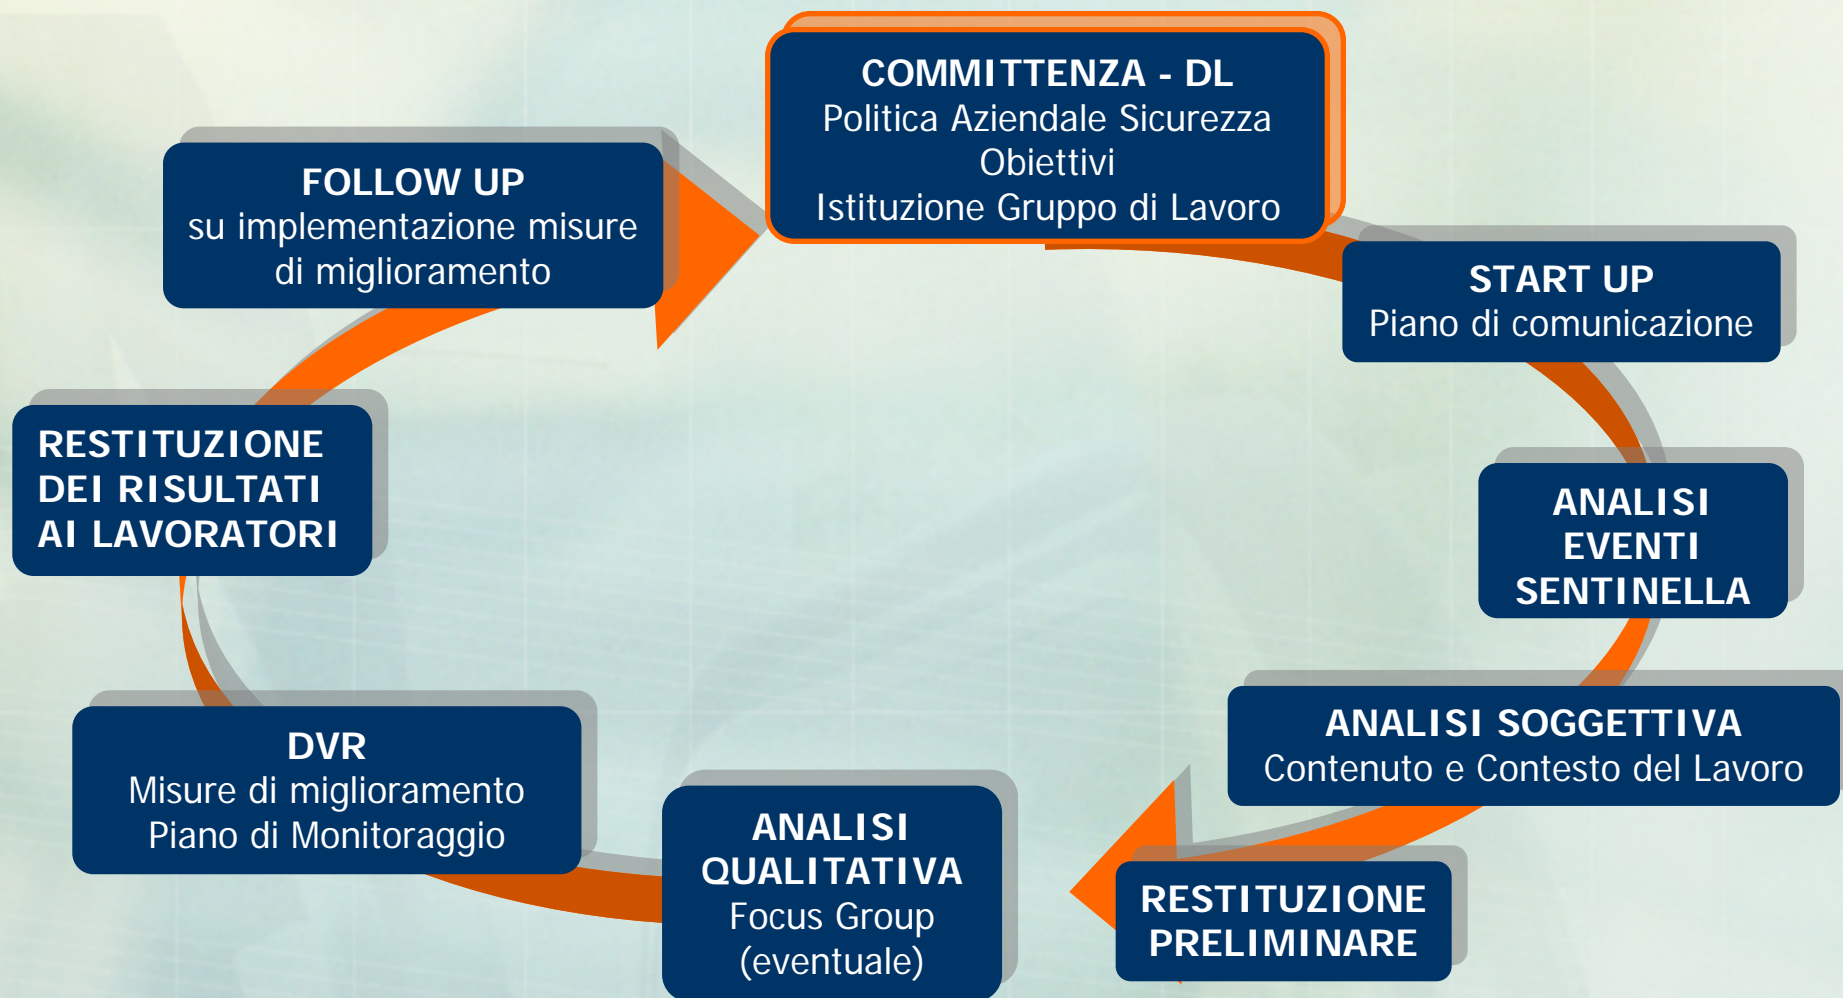 COMMITTENZA - DL
Politica Aziendale Sicurezza
Obiettivi
Istituzione Gruppo di Lavoro
START UP
Piano di comunicazione
ANALISI
EVENTI
SENTINELLA
ANALISI SOGGETTIVA
Contenuto e Contesto del Lavoro
RESTITUZIONE
PRELIMINARE
ANALISI
QUALITATIVA
Focus Group
(eventuale)
DVR
Misure di miglioramento
Piano di Monitoraggio
RESTITUZIONE
DEI RISULTATI
AI LAVORATORI
FOLLOW UP
su implementazione misure
di miglioramento